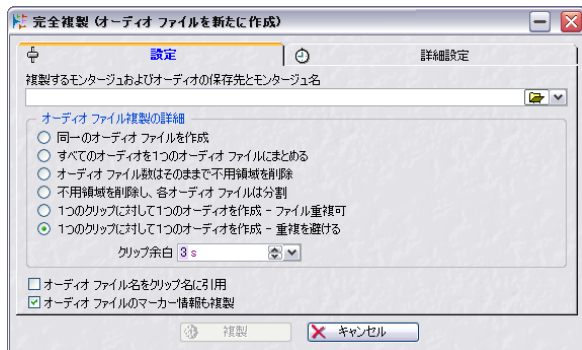 完全複製 (オーディオ ファイルを新たに作成)
設定
詳細設定
複製するモンタージュおよびオーディオの保存先とモンタージュ名
オーディオ ファイル複製の詳細
同一のオーディオ ファイルを作成
すべてのオーディオを1つのオーディオ ファイルにまとめる
オーディオ ファイル数はそのままで不用領域を削除
不用領域を削除し、各オーディオ ファイルは分割
1つのクリップに対して1つのオーディオを作成 - ファイル重複可
1つのクリップに対して1つのオーディオを作成 - 重複を避ける
クリップ余白 3 s
オーディオ ファイル名をクリップ名に引用
オーディオ ファイルのマーカー情報も複製
複製
キャンセル